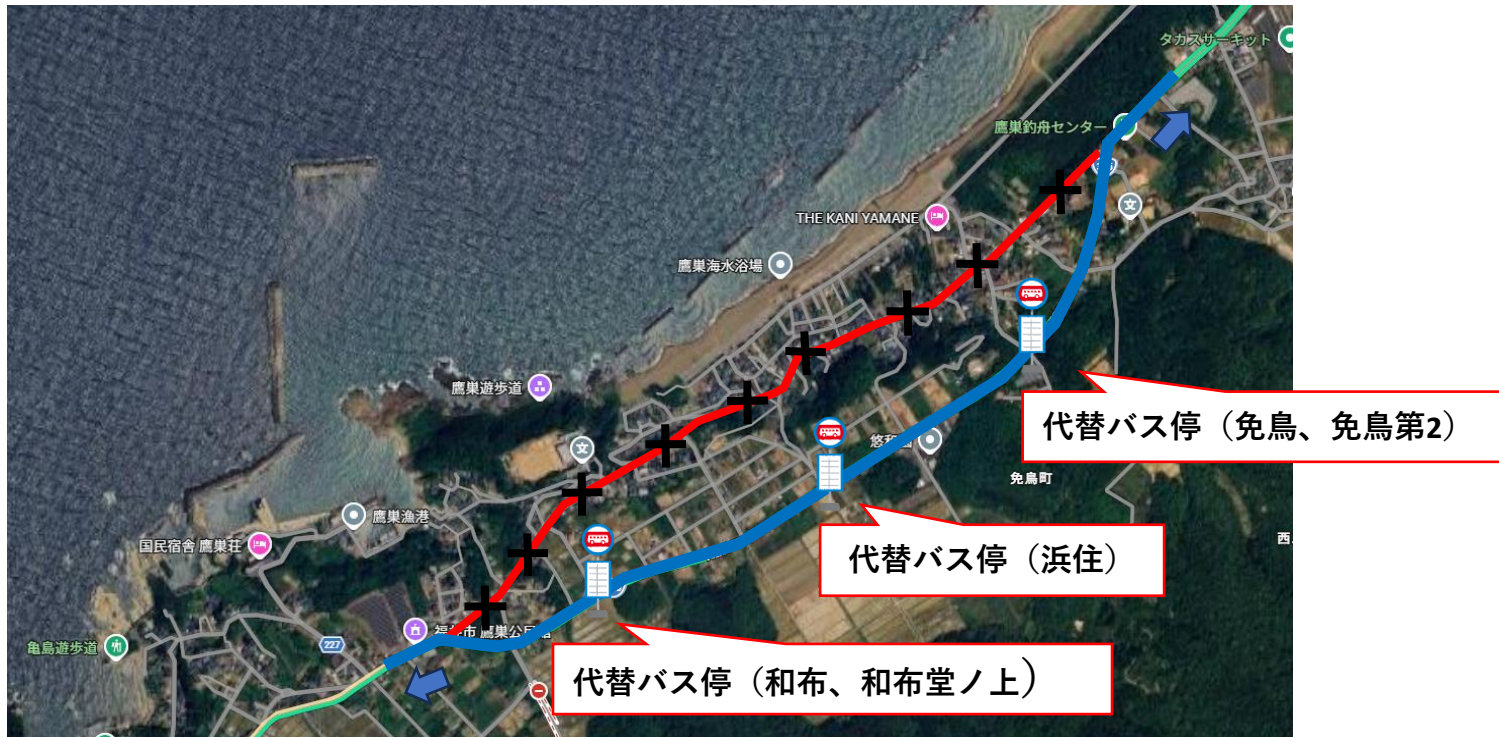 タカスサーキット
鷹巣釣舟センター
文
THE KANI YAMANE
鷹巣海水浴場
鷹巣遊歩道
代替バス停（免鳥、免鳥第2）
免鳥町
文
鷹巣漁港
国民宿舎 鷹巣荘
西
代替バス停（浜住）
227
亀島遊歩道
代替バス停（和布、和布堂ノ上）